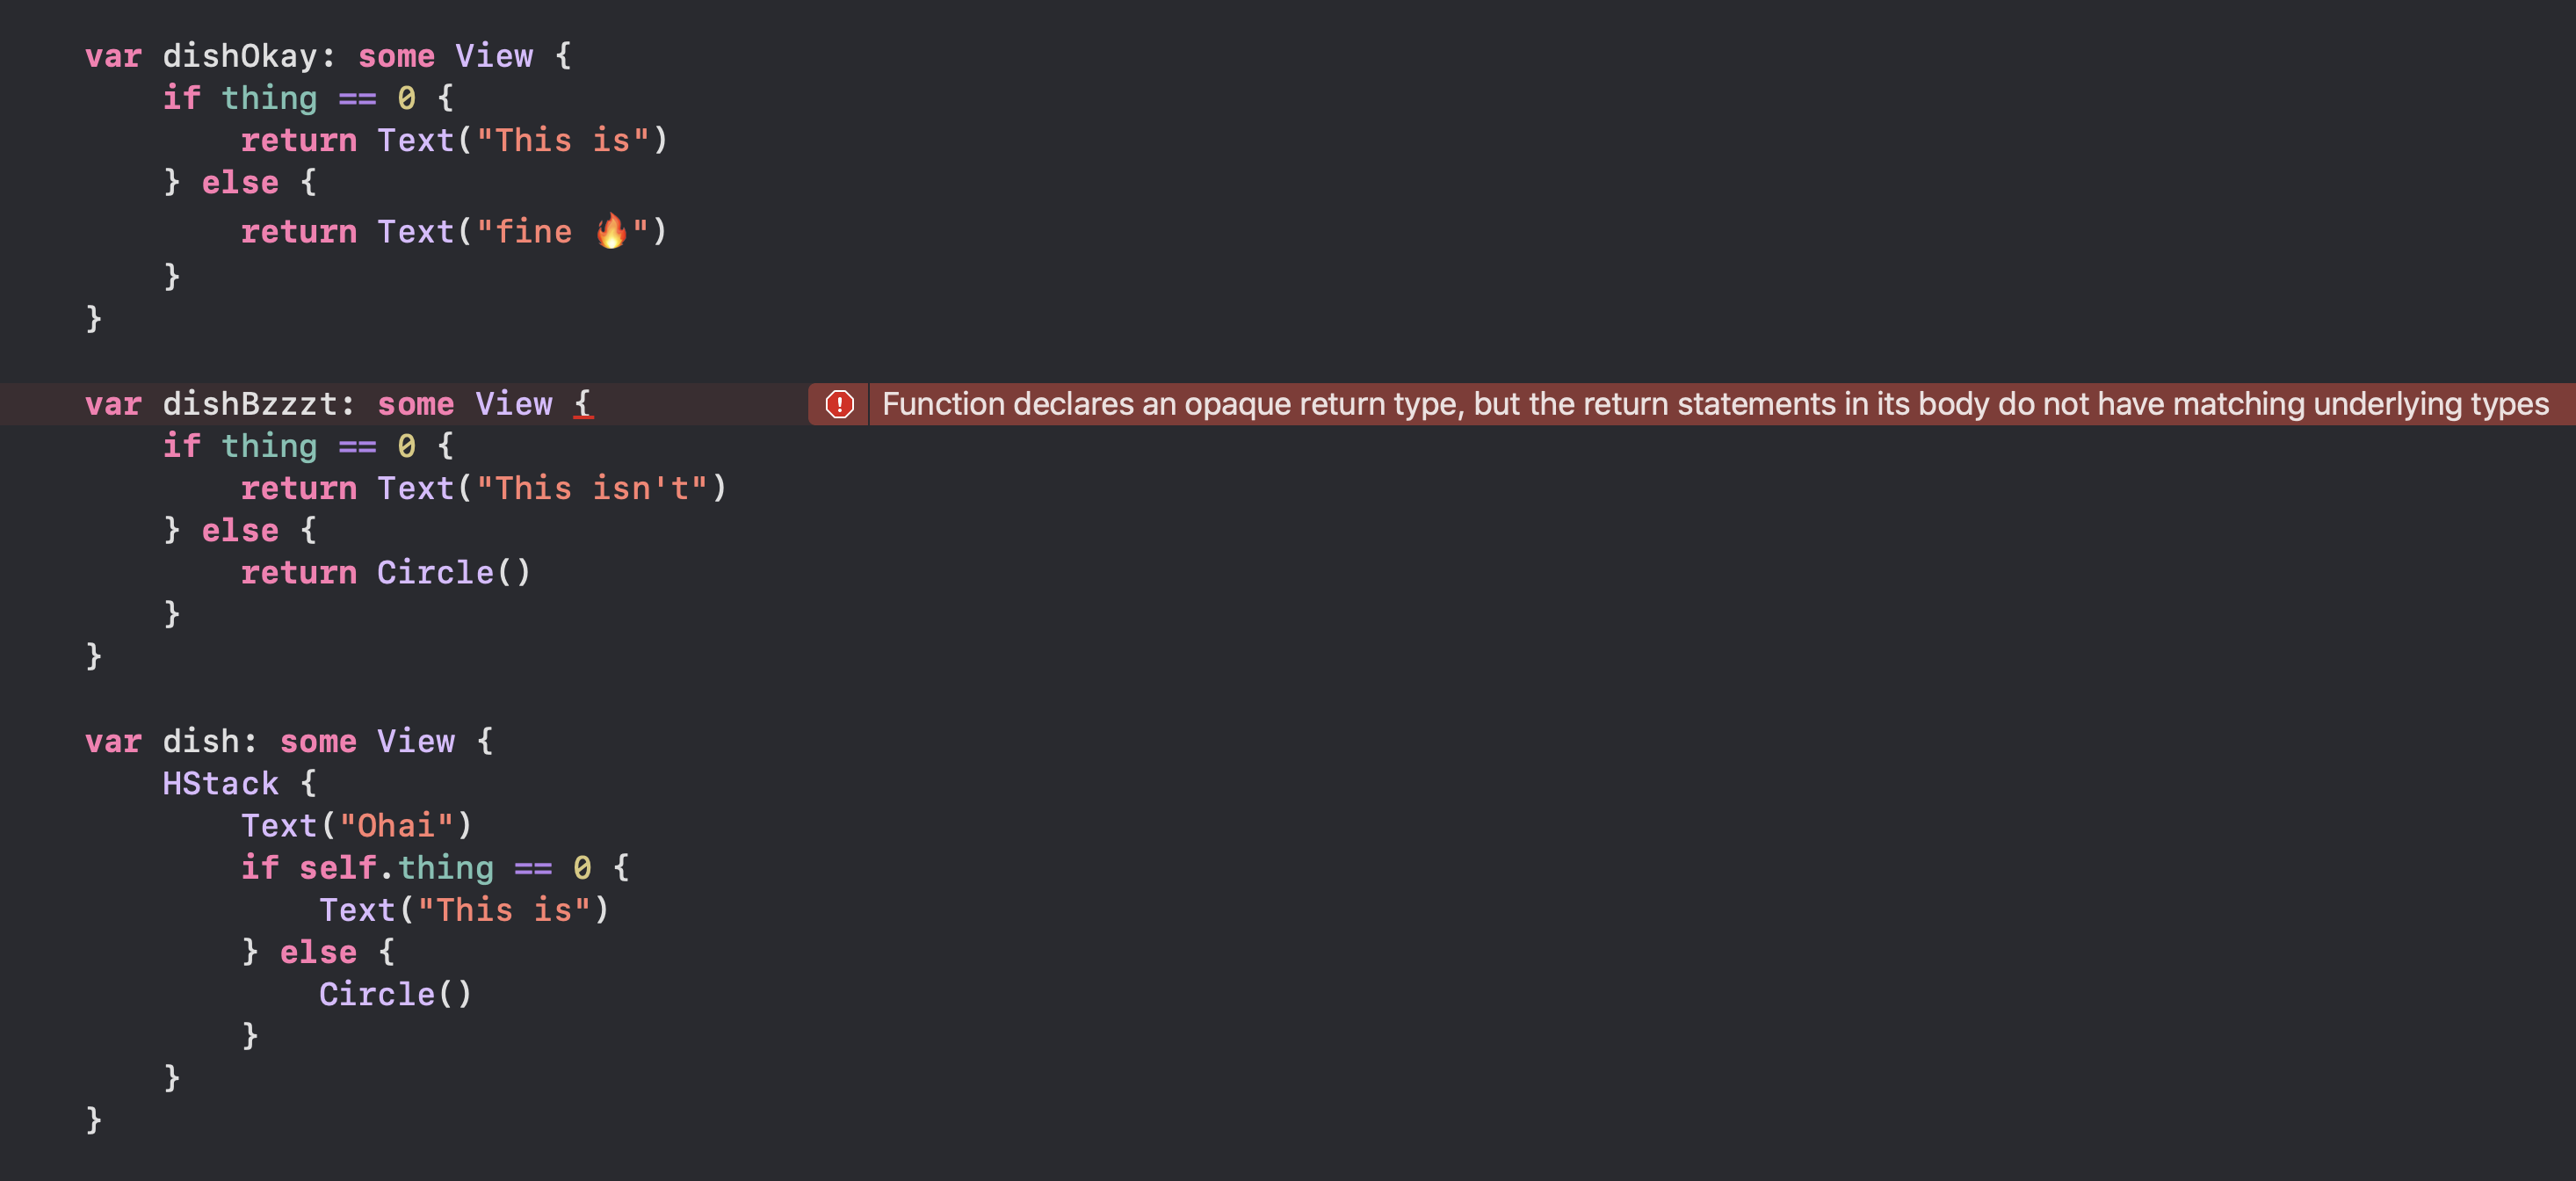 var dishOkay: some View {
    if thing == 0 {
        return Text("This is")
    } else {
        return Text("fine 🔥")
    }
}
var dishBzzzt: some View { Function declares an opaque return type, but the return statements in its body do not have matching underlying types
    if thing == 0 {
        return Text("This isn't")
    } else {
        return Circle()
    }
}
var dish: some View {
    HStack {
        Text("Ohai")
        if self.thing == 0 {
            Text("This is")
        } else {
            Circle()
        }
    }
}